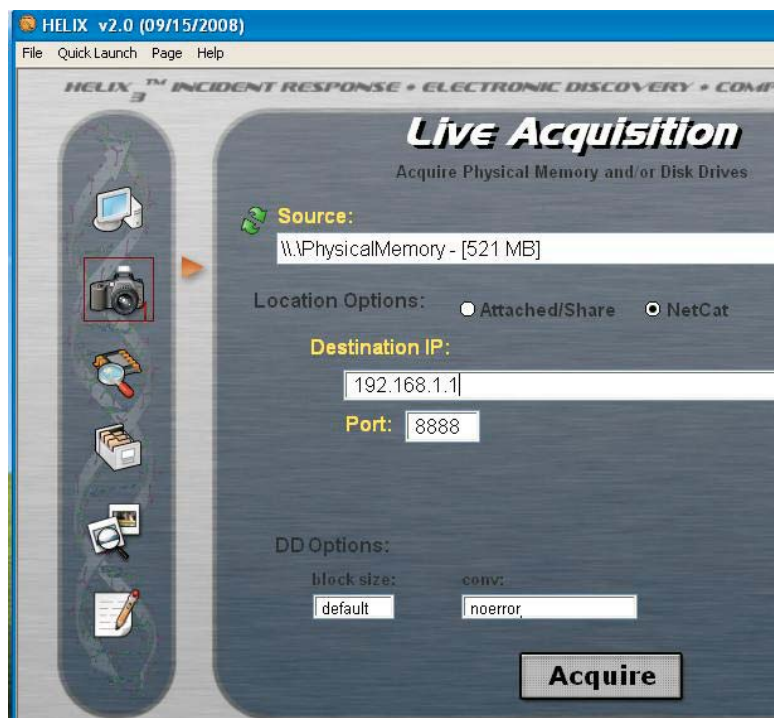 HELIX v2.0 (09/15/2008)
File Quick Launch Page Help
HELIX3™ INCIDENT RESPONSE • ELECTRONIC DISCOVERY •
Live Acquisition
Acquire Physical Memory and/or Disk Drives
Source:
\\.\PhysicalMemory - [521 MB]
Location Options: Attached/Share NetCat
Destination IP:
192.168.1.1
Port: 8888
DD Options:
block size: conv:
default noerror,
Acquire